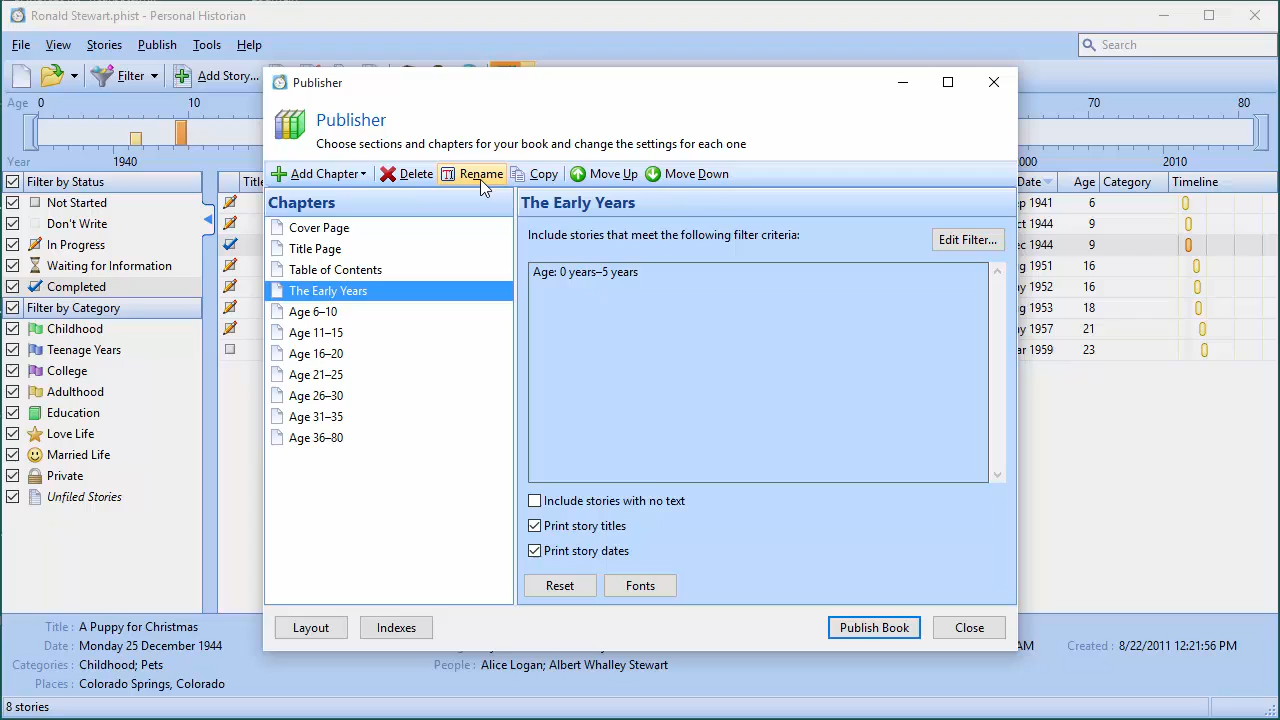 Ronald Stewart.phist - Personal Historian
File View Stories Publish Tools Help
Search
Filter Add Story...
Age 0 10 70 80
Year 1940 000 2010
Publisher
Publisher
Choose sections and chapters for your book and change the settings for each one
Add Chapter Delete Rename Copy Move Up Move Down
Chapters
Cover Page
Title Page
Table of Contents
The Early Years
Age 6–10
Age 11–15
Age 16–20
Age 21–25
Age 26–30
Age 31–35
Age 36–80
The Early Years
Include stories that meet the following filter criteria:
Edit Filter...
Age: 0 years–5 years
Include stories with no text
Print story titles
Print story dates
Reset Fonts
Layout Indexes Publish Book Close
Filter by Status
Not Started
Don't Write
In Progress
Waiting for Information
Completed
Filter by Category
Childhood
Teenage Years
College
Adulthood
Education
Love Life
Married Life
Private
Unfiled Stories
Title
Date Age Category Timeline
p 1941 6
ct 1944 9
ec 1944 9
g 1951 16
y 1952 16
g 1953 18
y 1957 21
ar 1959 23
Title : A Puppy for Christmas
Date : Monday 25 December 1944
Categories : Childhood; Pets
Places : Colorado Springs, Colorado
People : Alice Logan; Albert Whalley Stewart
AM Created : 8/22/2011 12:21:56 PM
8 stories